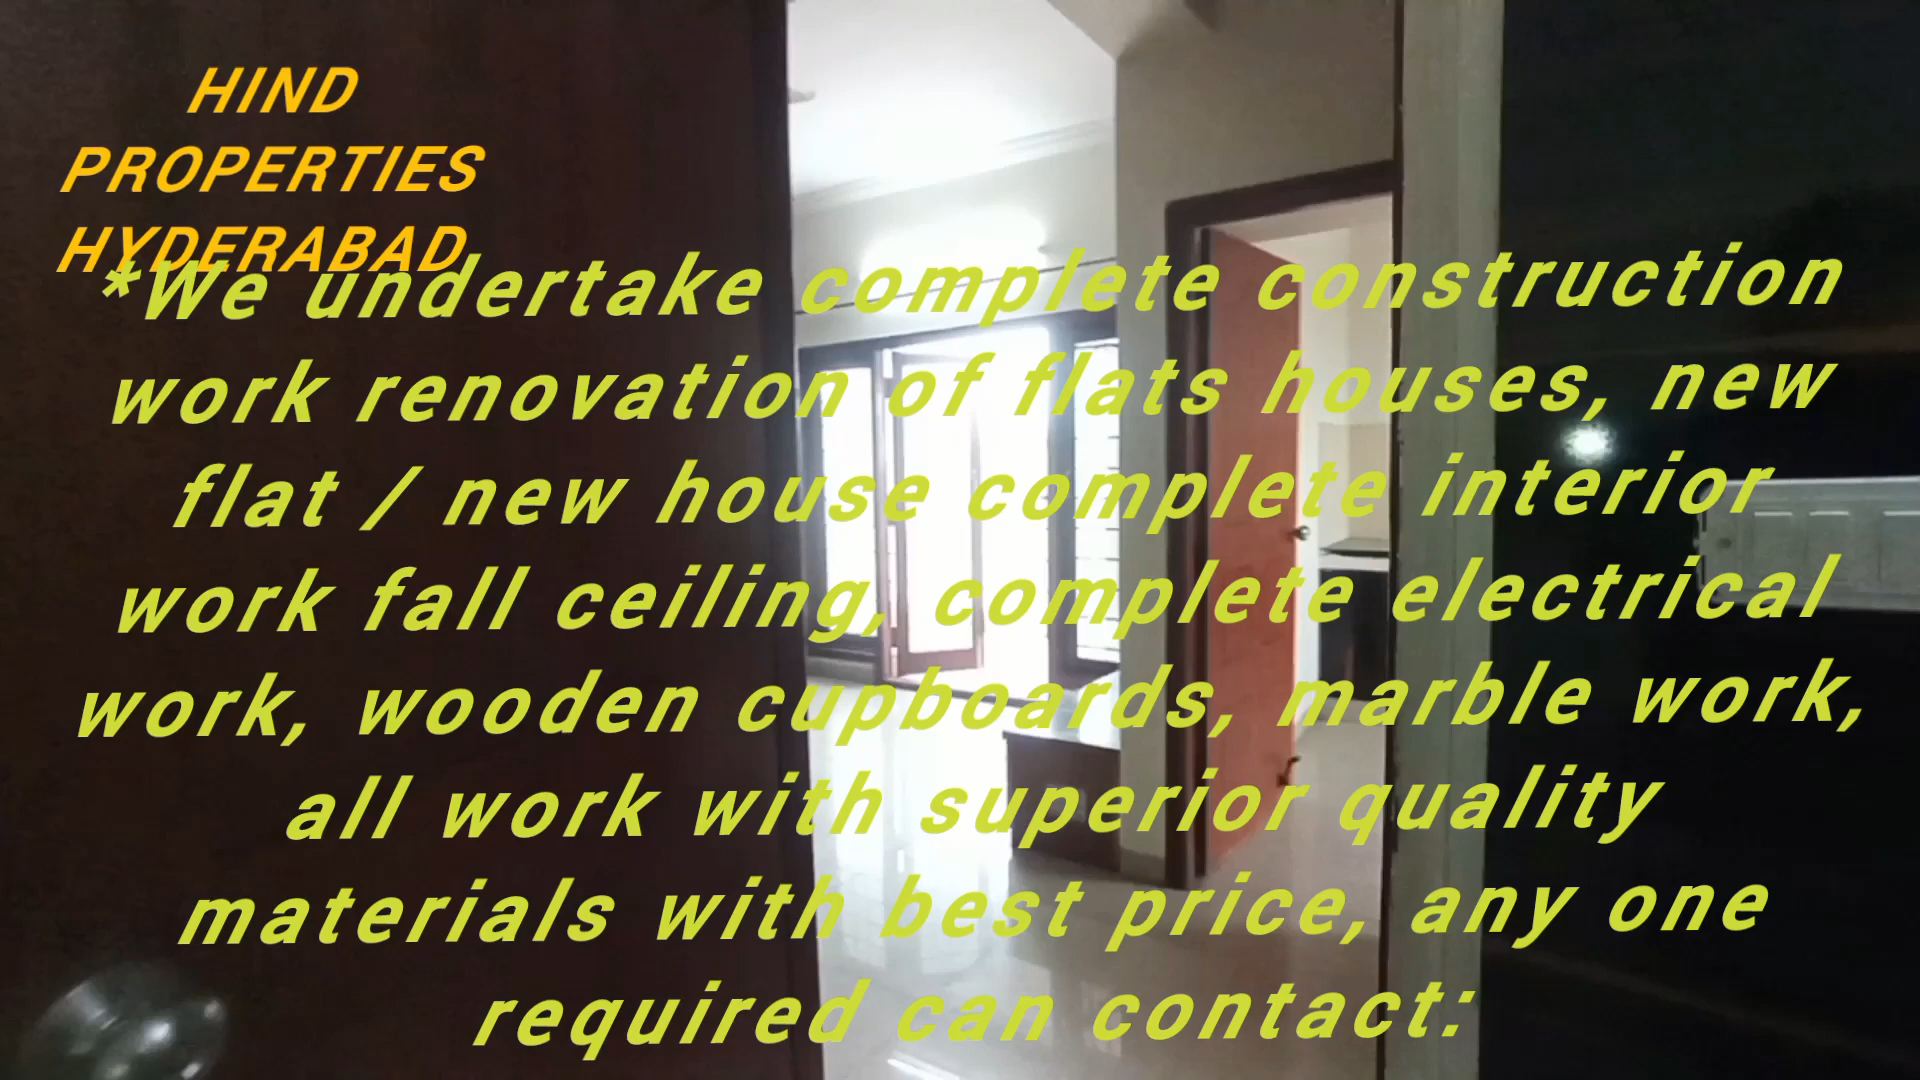 HIND
PROPERTIES
HYDERABAD
*We undertake complete construction
work renovation of flats houses, new
flat / new house complete interior
work fall ceiling, complete electrical
work, wooden cupboards, marble work,
all work with superior quality
materials with best price, any one
required can contact: